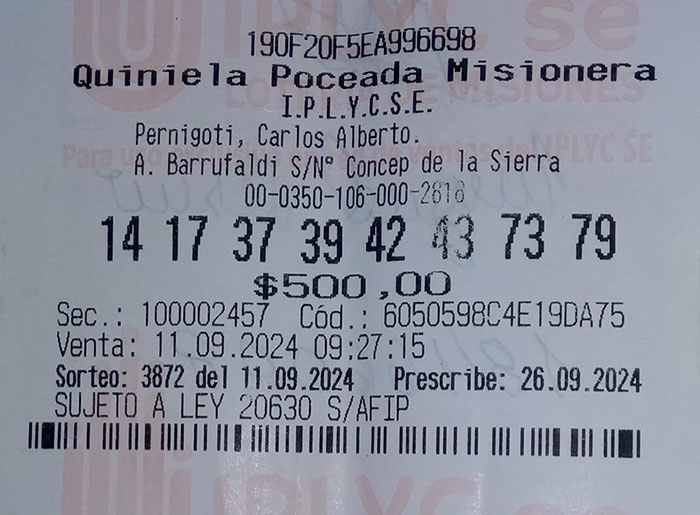 190F20F5EA996698
Quiniela Poceada Misionera
I.P.L.Y.C.S.E.
Pernigoti, Carlos Alberto.
A. Barrufaldi S/Nº Concep de la Sierra
00-0350-106-000-2818
14 17 37 39 42 43 73 79
$500,00
Sec.: 100002457 Cód.: 6050598C4E19DA75
Venta: 11.09.2024 09:27:15
Sorteo: 3872 del 11.09.2024 Prescribe: 26.09.2024
SUJETO A LEY 20630 S/AFIP